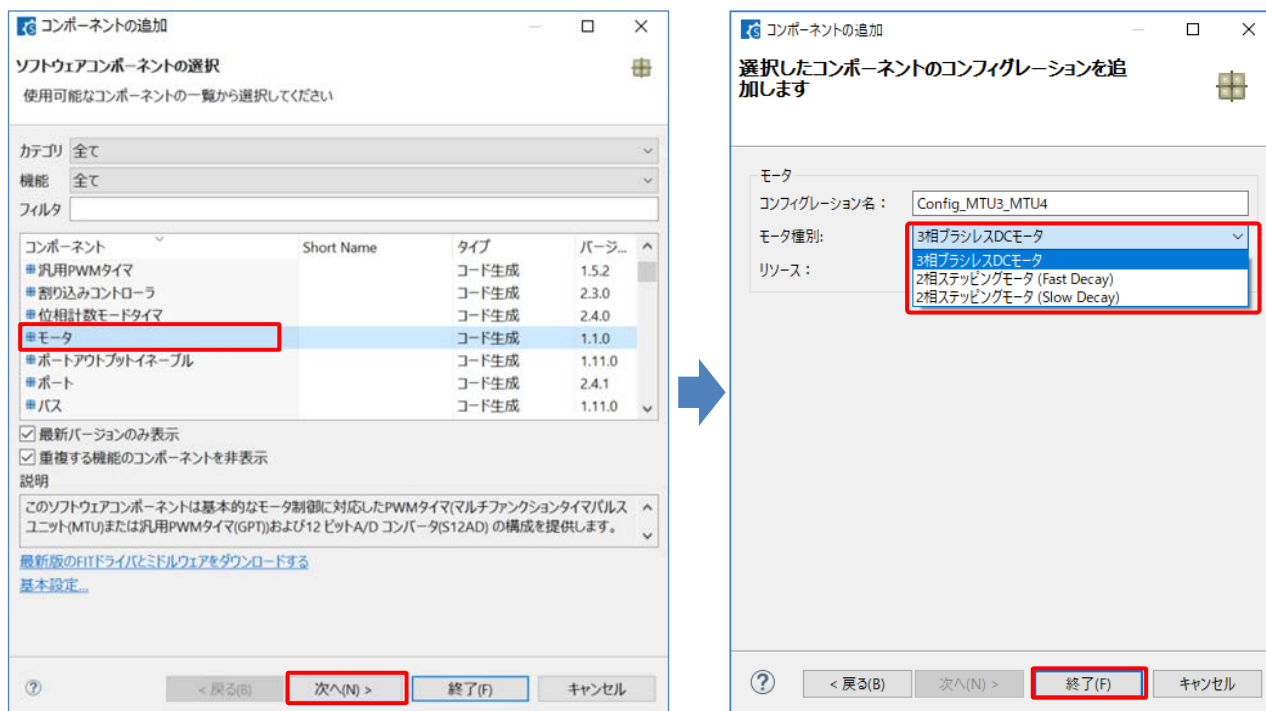 コンポーネントの追加
ソフトウェアコンポーネントの選択
使用可能なコンポーネントの一覧から選択してください
カテゴリ 全て
機能 全て
フィルタ
コンポーネント Short Name タイプ バージ...
汎用PWMタイマ コード生成 1.5.2
割り込みコントローラ コード生成 2.3.0
位相計数モードタイマ コード生成 2.4.0
モータ コード生成 1.1.0
ポートアウトプットイネーブル コード生成 1.11.0
ポート コード生成 2.4.1
バス コード生成 1.11.0
最新バージョンのみ表示
重複する機能のコンポーネントを非表示
説明
このソフトウェアコンポーネントは基本的なモータ制御に対応したPWMタイマ(マルチファンクションタイマパルス
ユニット(MTU)または汎用PWMタイマ(GPT))および12 ビットA/D コンバータ(S12AD) の構成を提供します。
最新版のFITドライバとミドルウェアをダウンロードする
基本設定...
< 戻る(B) 次へ(N) > 終了(F) キャンセル
コンポーネントの追加
選択したコンポーネントのコンフィグレーションを追
加します
モータ
コンフィグレーション名： Config_MTU3_MTU4
モータ種別: 3相ブラシレスDCモータ
リソース：
3相ブラシレスDCモータ
2相ステッピングモータ (Fast Decay)
2相ステッピングモータ (Slow Decay)
< 戻る(B) 次へ(N) > 終了(F) キャンセル